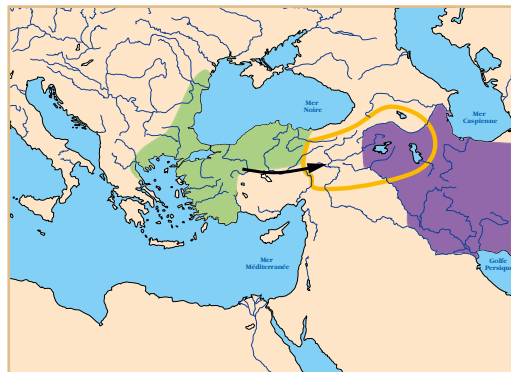 Mer
Noire
Mer
Caspienne
Mer
Méditerranée
Golfe
Persique